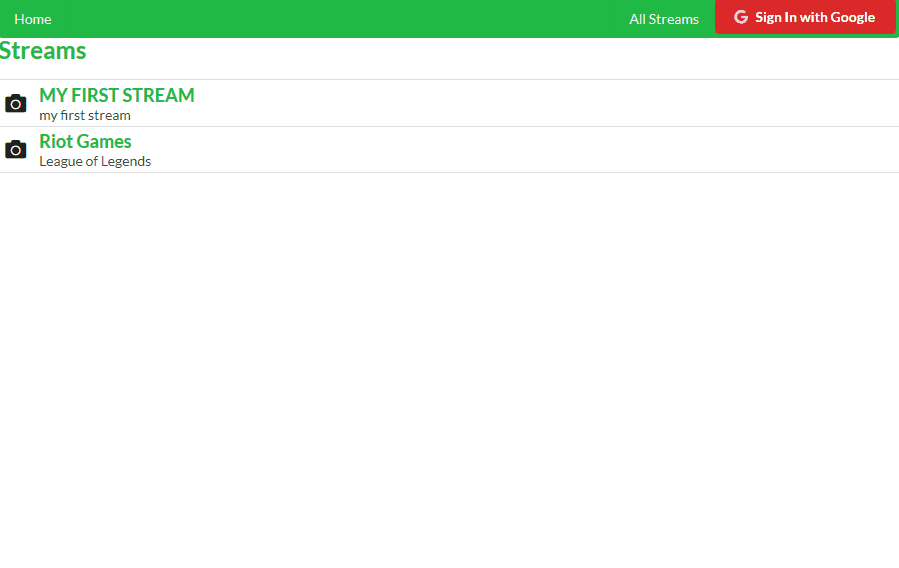 Home
All Streams
Sign In with Google
Streams
MY FIRST STREAM
my first stream
Riot Games
League of Legends